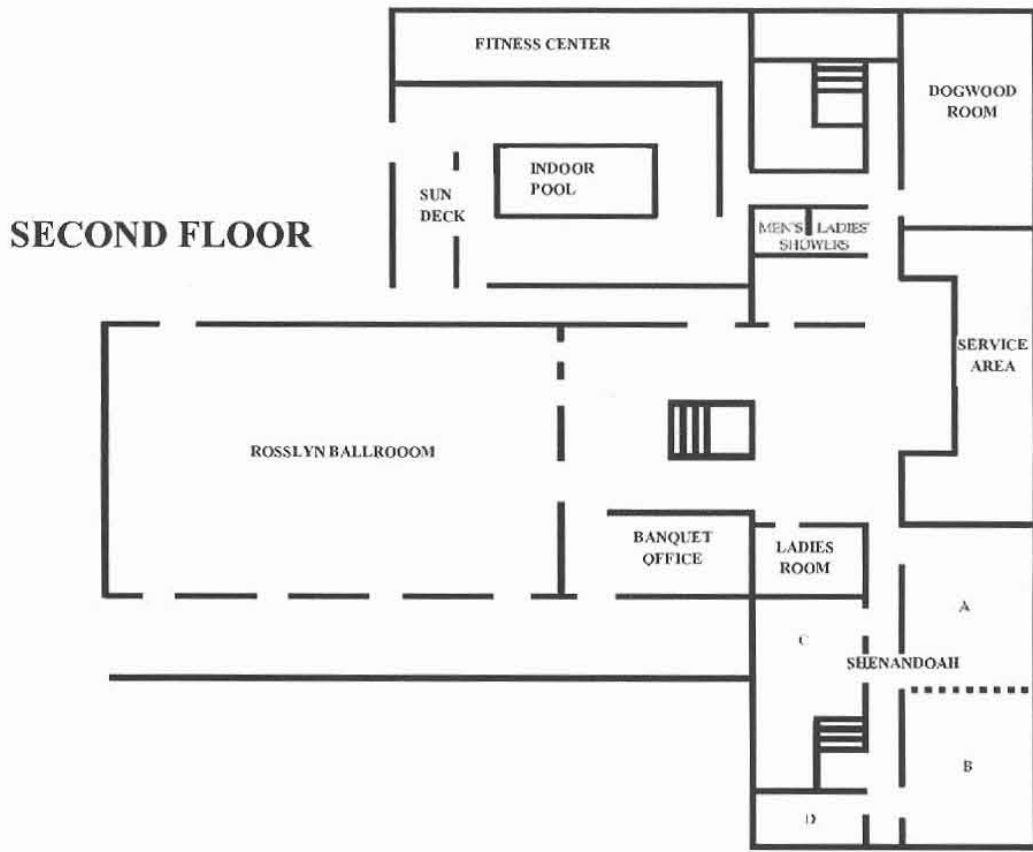 FITNESS CENTER
DOGWOOD
ROOM
INDOOR
POOL
SUN
DECK
SECOND FLOOR
MEN'S LADIES'
SHOWERS
SERVICE
AREA
ROSSLYN BALLROOOM
BANQUET
OFFICE
LADIES
ROOM
A
C
SHENANDOAH
B
D